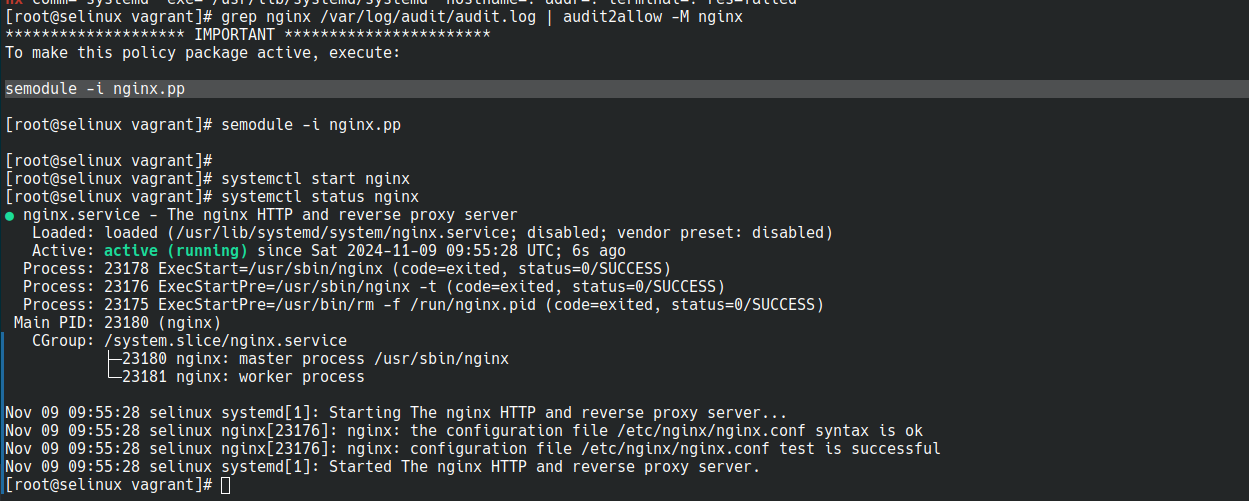 [root@selinux vagrant]# grep nginx /var/log/audit/audit.log | audit2allow -M nginx
******************** IMPORTANT ***********************
To make this policy package active, execute:
semodule -i nginx.pp
[root@selinux vagrant]# semodule -i nginx.pp
[root@selinux vagrant]#
[root@selinux vagrant]# systemctl start nginx
[root@selinux vagrant]# systemctl status nginx
● nginx.service - The nginx HTTP and reverse proxy server
   Loaded: loaded (/usr/lib/systemd/system/nginx.service; disabled; vendor preset: disabled)
   Active: active (running) since Sat 2024-11-09 09:55:28 UTC; 6s ago
  Process: 23178 ExecStart=/usr/sbin/nginx (code=exited, status=0/SUCCESS)
  Process: 23176 ExecStartPre=/usr/sbin/nginx -t (code=exited, status=0/SUCCESS)
  Process: 23175 ExecStartPre=/usr/bin/rm -f /run/nginx.pid (code=exited, status=0/SUCCESS)
 Main PID: 23180 (nginx)
   CGroup: /system.slice/nginx.service
           ├─23180 nginx: master process /usr/sbin/nginx
           └─23181 nginx: worker process
Nov 09 09:55:28 selinux systemd[1]: Starting The nginx HTTP and reverse proxy server...
Nov 09 09:55:28 selinux nginx[23176]: nginx: the configuration file /etc/nginx/nginx.conf syntax is ok
Nov 09 09:55:28 selinux nginx[23176]: nginx: configuration file /etc/nginx/nginx.conf test is successful
Nov 09 09:55:28 selinux systemd[1]: Started The nginx HTTP and reverse proxy server.
[root@selinux vagrant]#